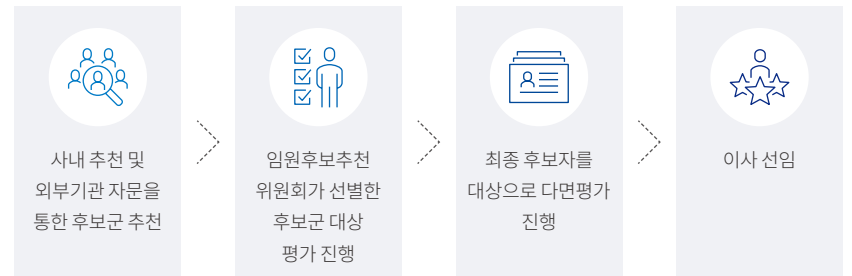 사내 추천 및
외부기관 자문을
통한 후보군 추천
임원후보추천
위원회가 선별한
후보군 대상
평가 진행
최종 후보자를
대상으로 다면평가
진행
이사 선임